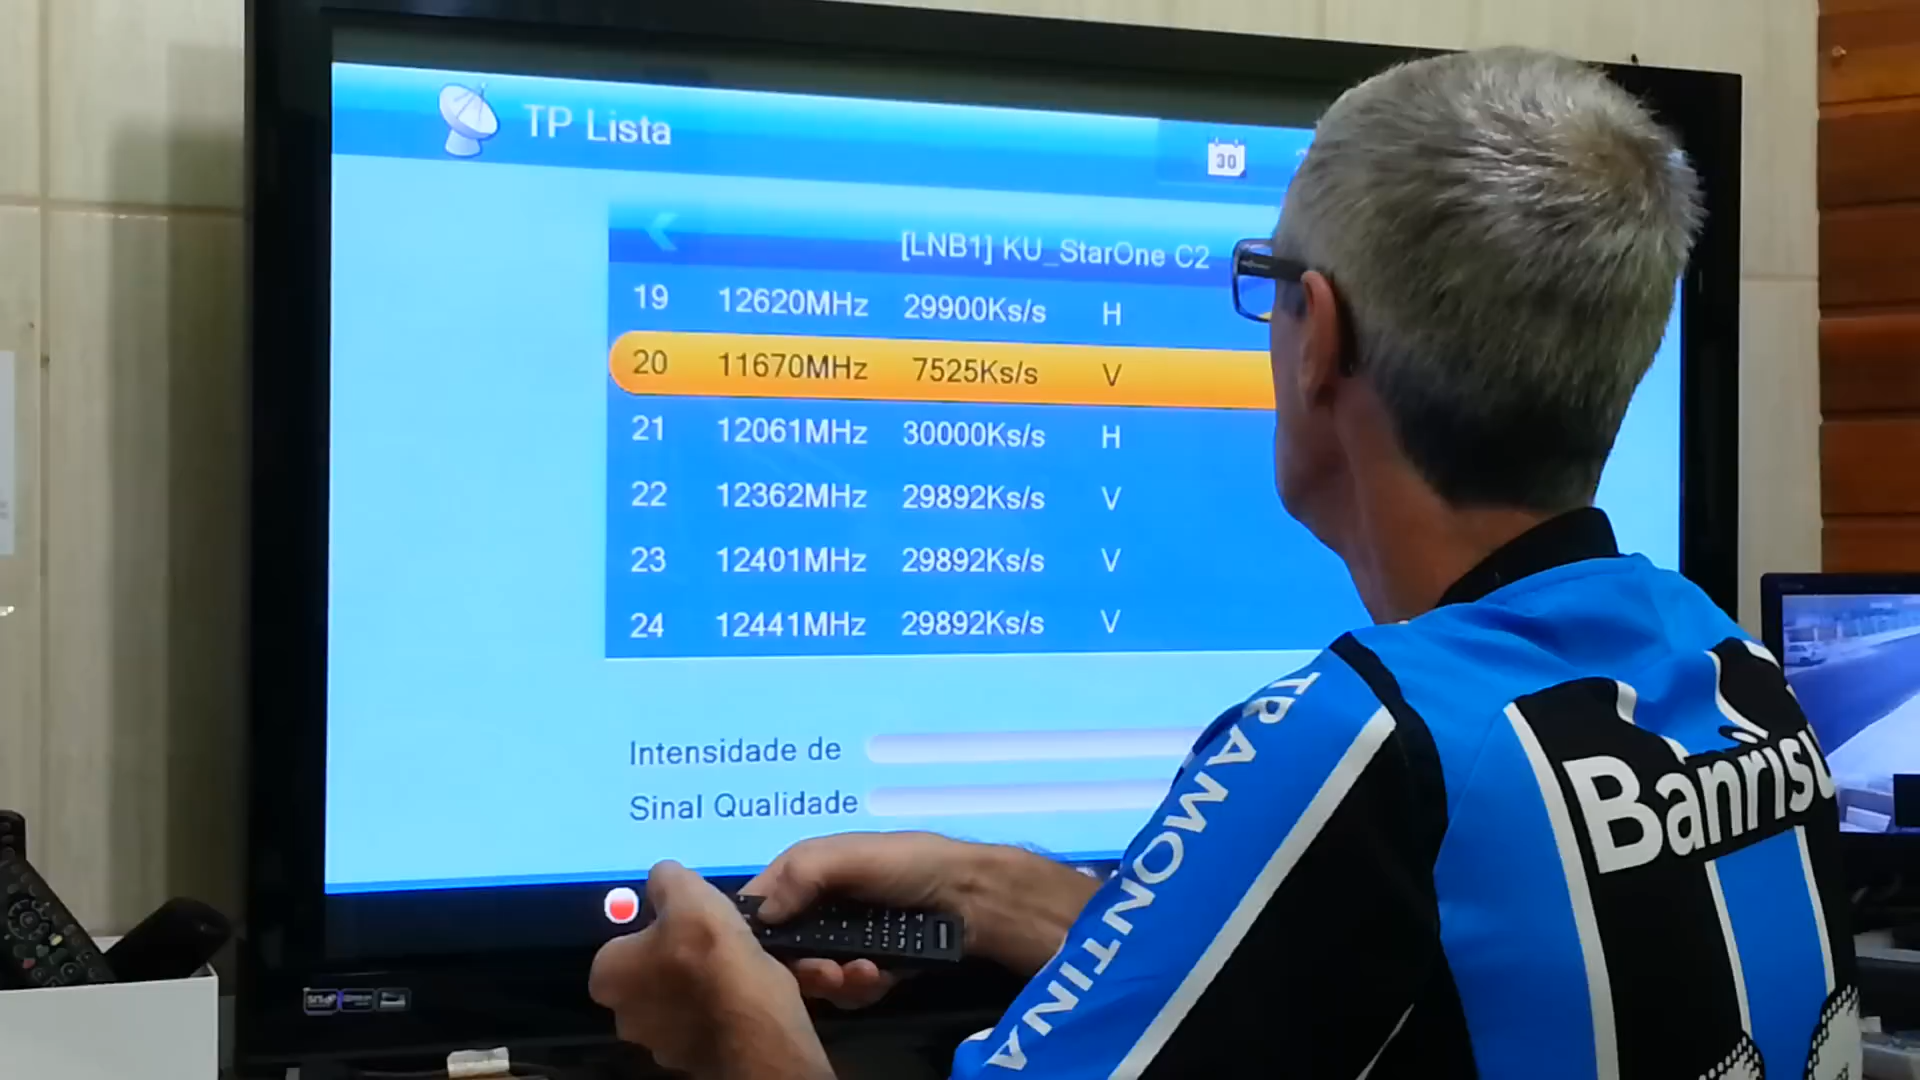 TP Lista
30
[LNB1] KU_StarOne C2
19 12620MHz 29900Ks/s H
20 11670MHz 7525Ks/s V
21 12061MHz 30000Ks/s H
22 12362MHz 29892Ks/s V
23 12401MHz 29892Ks/s V
24 12441MHz 29892Ks/s V
Intensidade de
Sinal Qualidade
TRAMONTINA
Banrisu